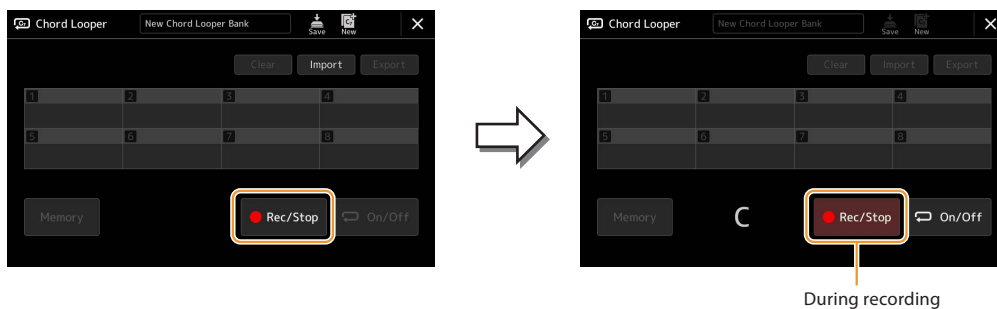 Chord Looper New Chord Looper Bank Save New
Clear Import Export
1 2 3 4
5 6 7 8
Memory Rec/Stop On/Off
Chord Looper New Chord Looper Bank Save New
Clear Import Export
1 2 3 4
5 6 7 8
Memory C Rec/Stop On/Off
During recording